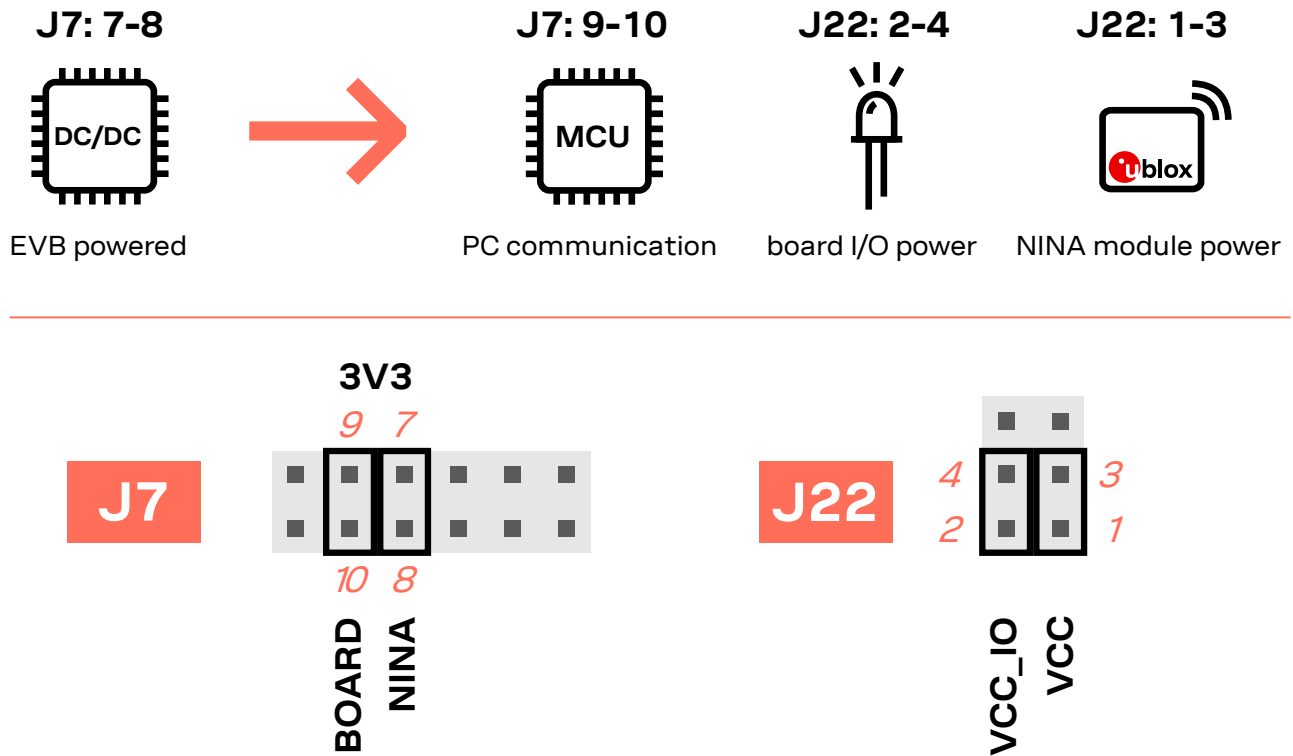 J7: 7-8 J7: 9-10 J22: 2-4 J22: 1-3
DC/DC MCU ublox
EVB powered PC communication board I/O power NINA module power
3V3
9 7
J7
10 8
BOARD
NINA
J22
4 3
2 1
VCC_IO
VCC